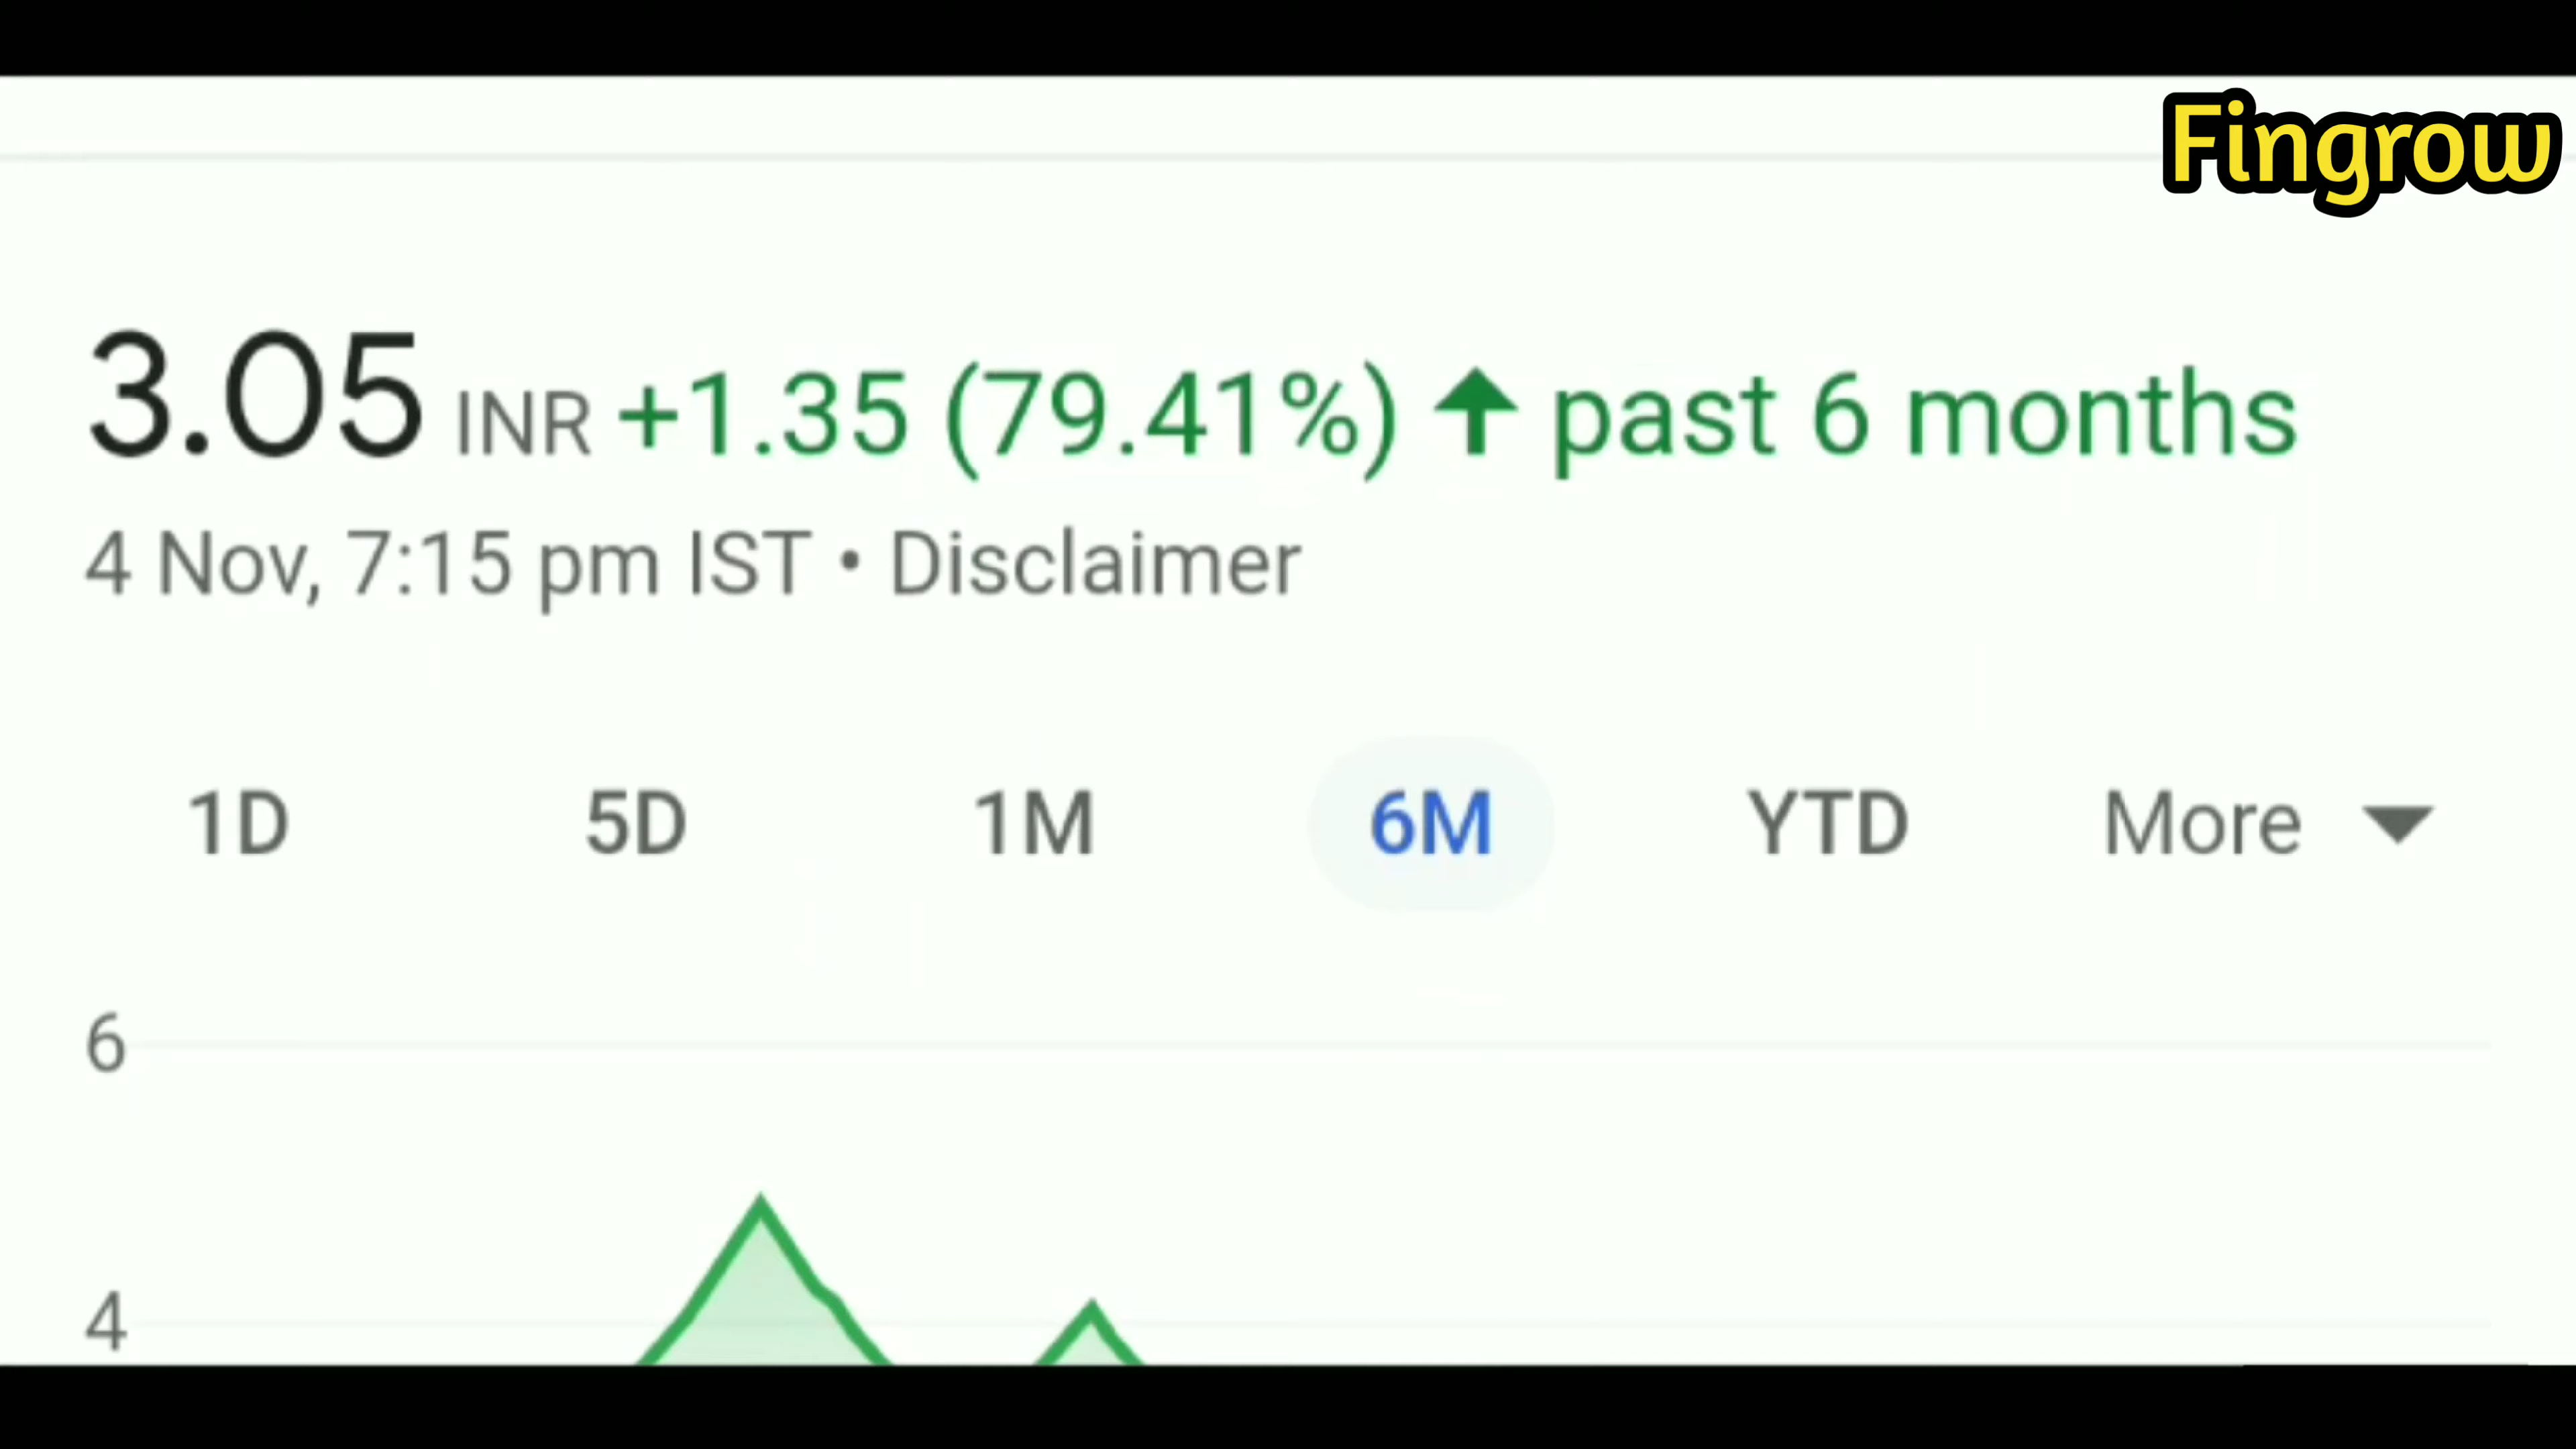 Fingrow
3.05 INR +1.35 (79.41%) ↑ past 6 months
4 Nov, 7:15 pm IST • Disclaimer
1D 5D 1M 6M YTD More
6
4